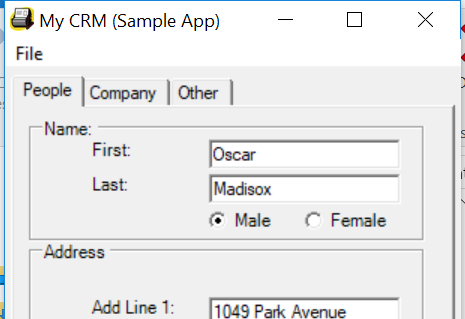 My CRM (Sample App)
File
People Company Other
Name:
First: Oscar
Last: Madisox
Male Female
Address
Add Line 1: 1049 Park Avenue